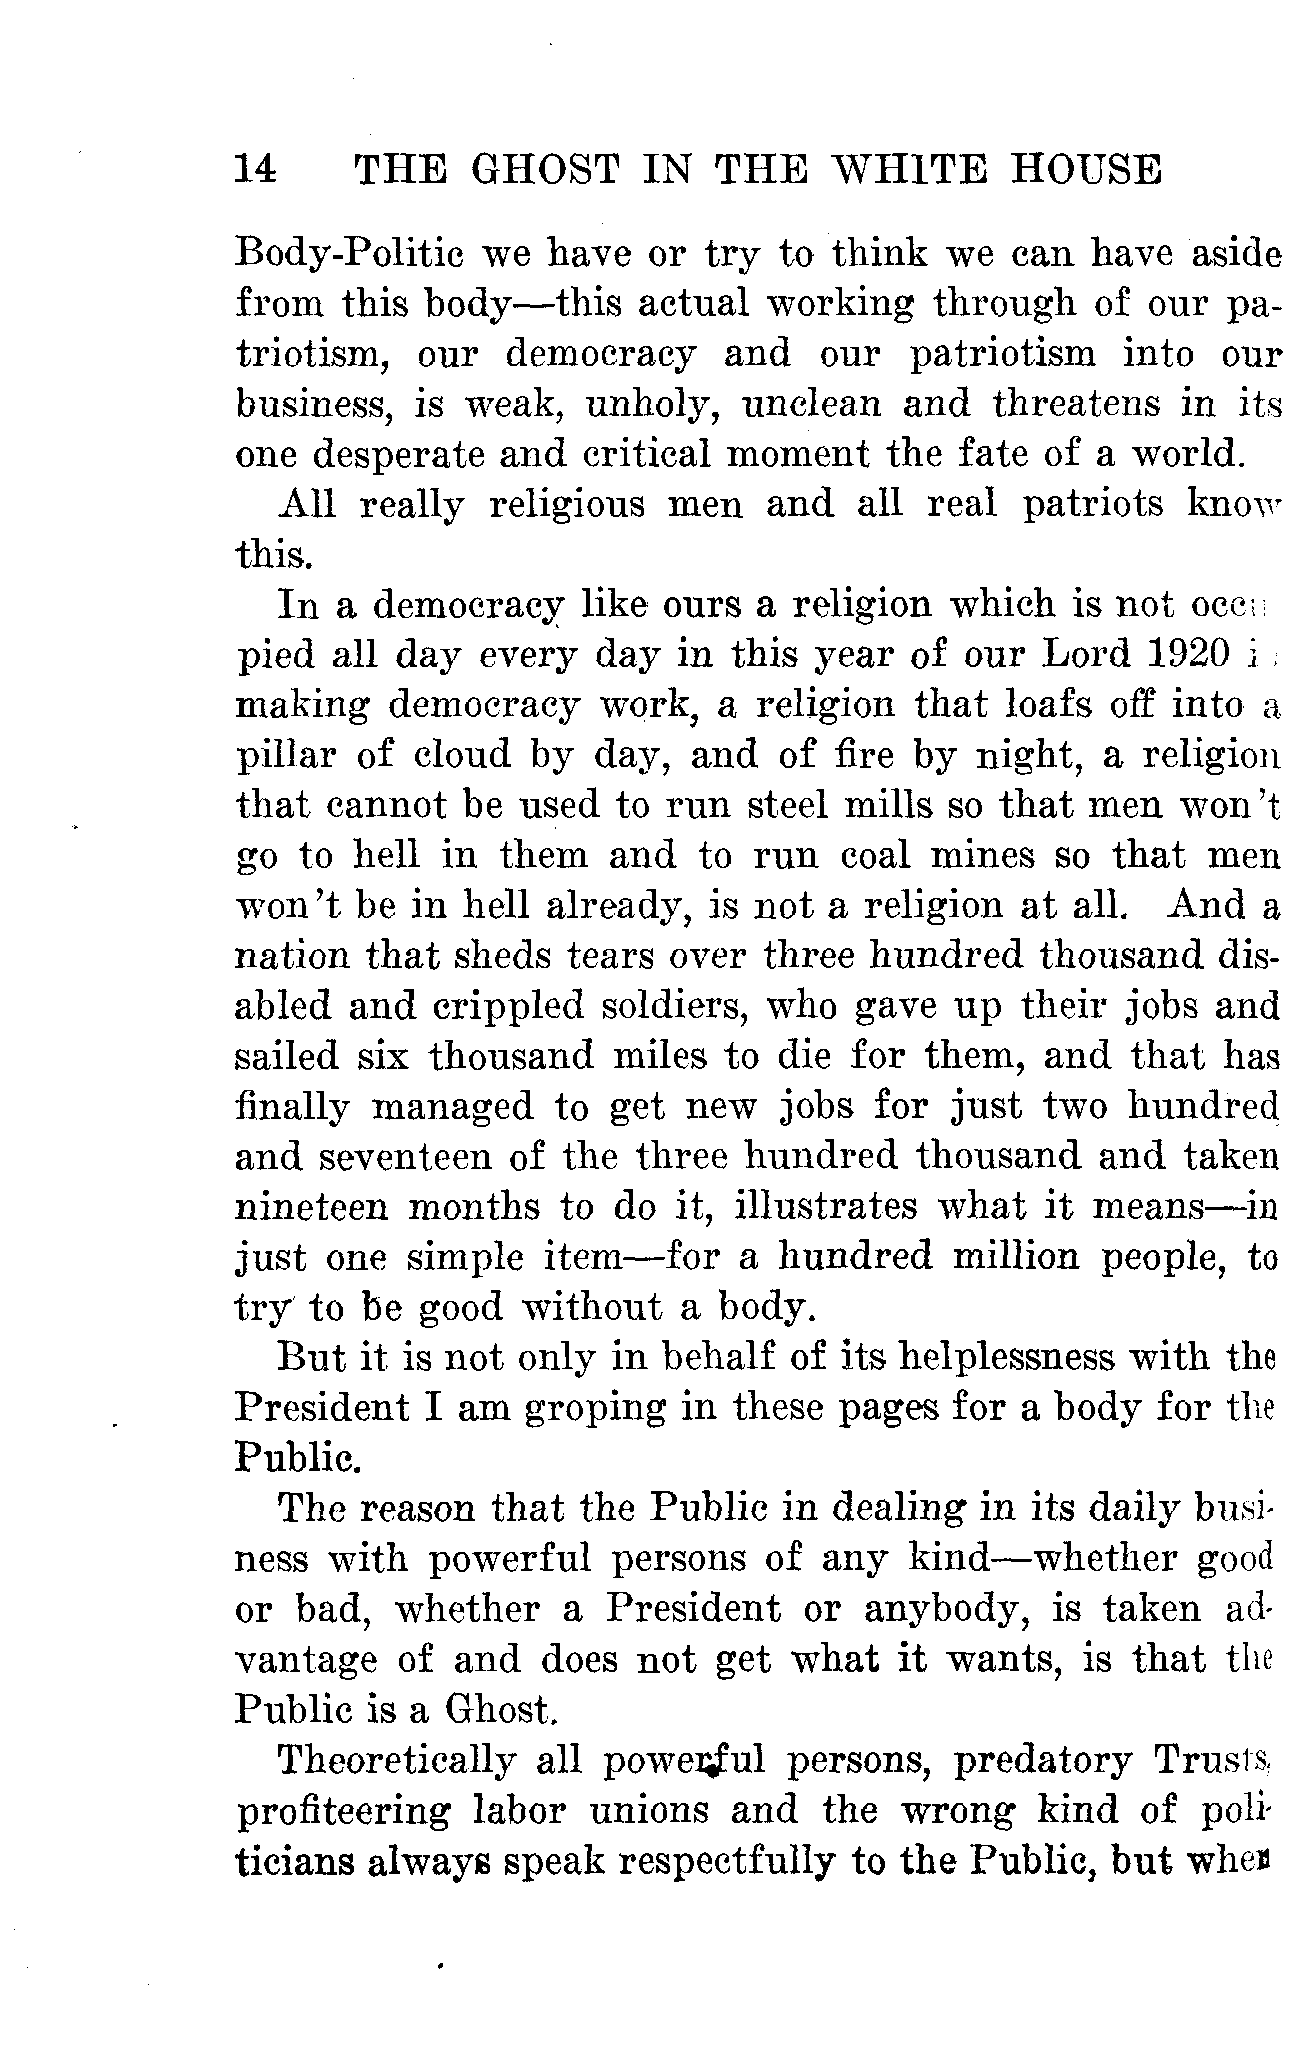 14 THE GHOST IN THE WHITE HOUSE
Body-Politic we have or try to think we can have aside
from this body—this actual working through of our pa-
triotism, our democracy and our patriotism into our
business, is weak, unholy, unclean and threatens in its
one desperate and critical moment the fate of a world.
All really religious men and all real patriots know
this.
In a democracy like ours a religion which is not occu
pied all day every day in this year of our Lord 1920 i
making democracy work, a religion that loafs off into a
pillar of cloud by day, and of fire by night, a religion
that cannot be used to run steel mills so that men won't
go to hell in them and to run coal mines so that men
won't be in hell already, is not a religion at all. And a
nation that sheds tears over three hundred thousand dis-
abled and crippled soldiers, who gave up their jobs and
sailed six thousand miles to die for them, and that has
finally managed to get new jobs for just two hundred
and seventeen of the three hundred thousand and taken
nineteen months to do it, illustrates what it means—in
just one simple item—for a hundred million people, to
try to be good without a body.
But it is not only in behalf of its helplessness with the
President I am groping in these pages for a body for the
Public.
The reason that the Public in dealing in its daily busi-
ness with powerful persons of any kind—whether good
or bad, whether a President or anybody, is taken ad-
vantage of and does not get what it wants, is that the
Public is a Ghost.
Theoretically all powerful persons, predatory Trusts,
profiteering labor unions and the wrong kind of poli-
ticians always speak respectfully to the Public, but when